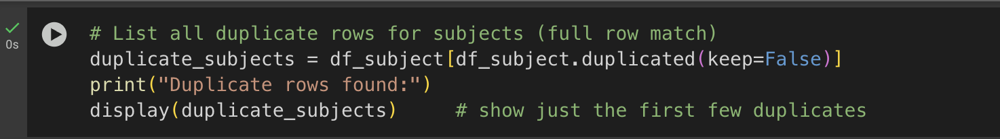 # List all duplicate rows for subjects (full row match)
0s
duplicate_subjects = df_subject[df_subject.duplicated(keep=False)]
print("Duplicate rows found:")
display(duplicate_subjects)     # show just the first few duplicates